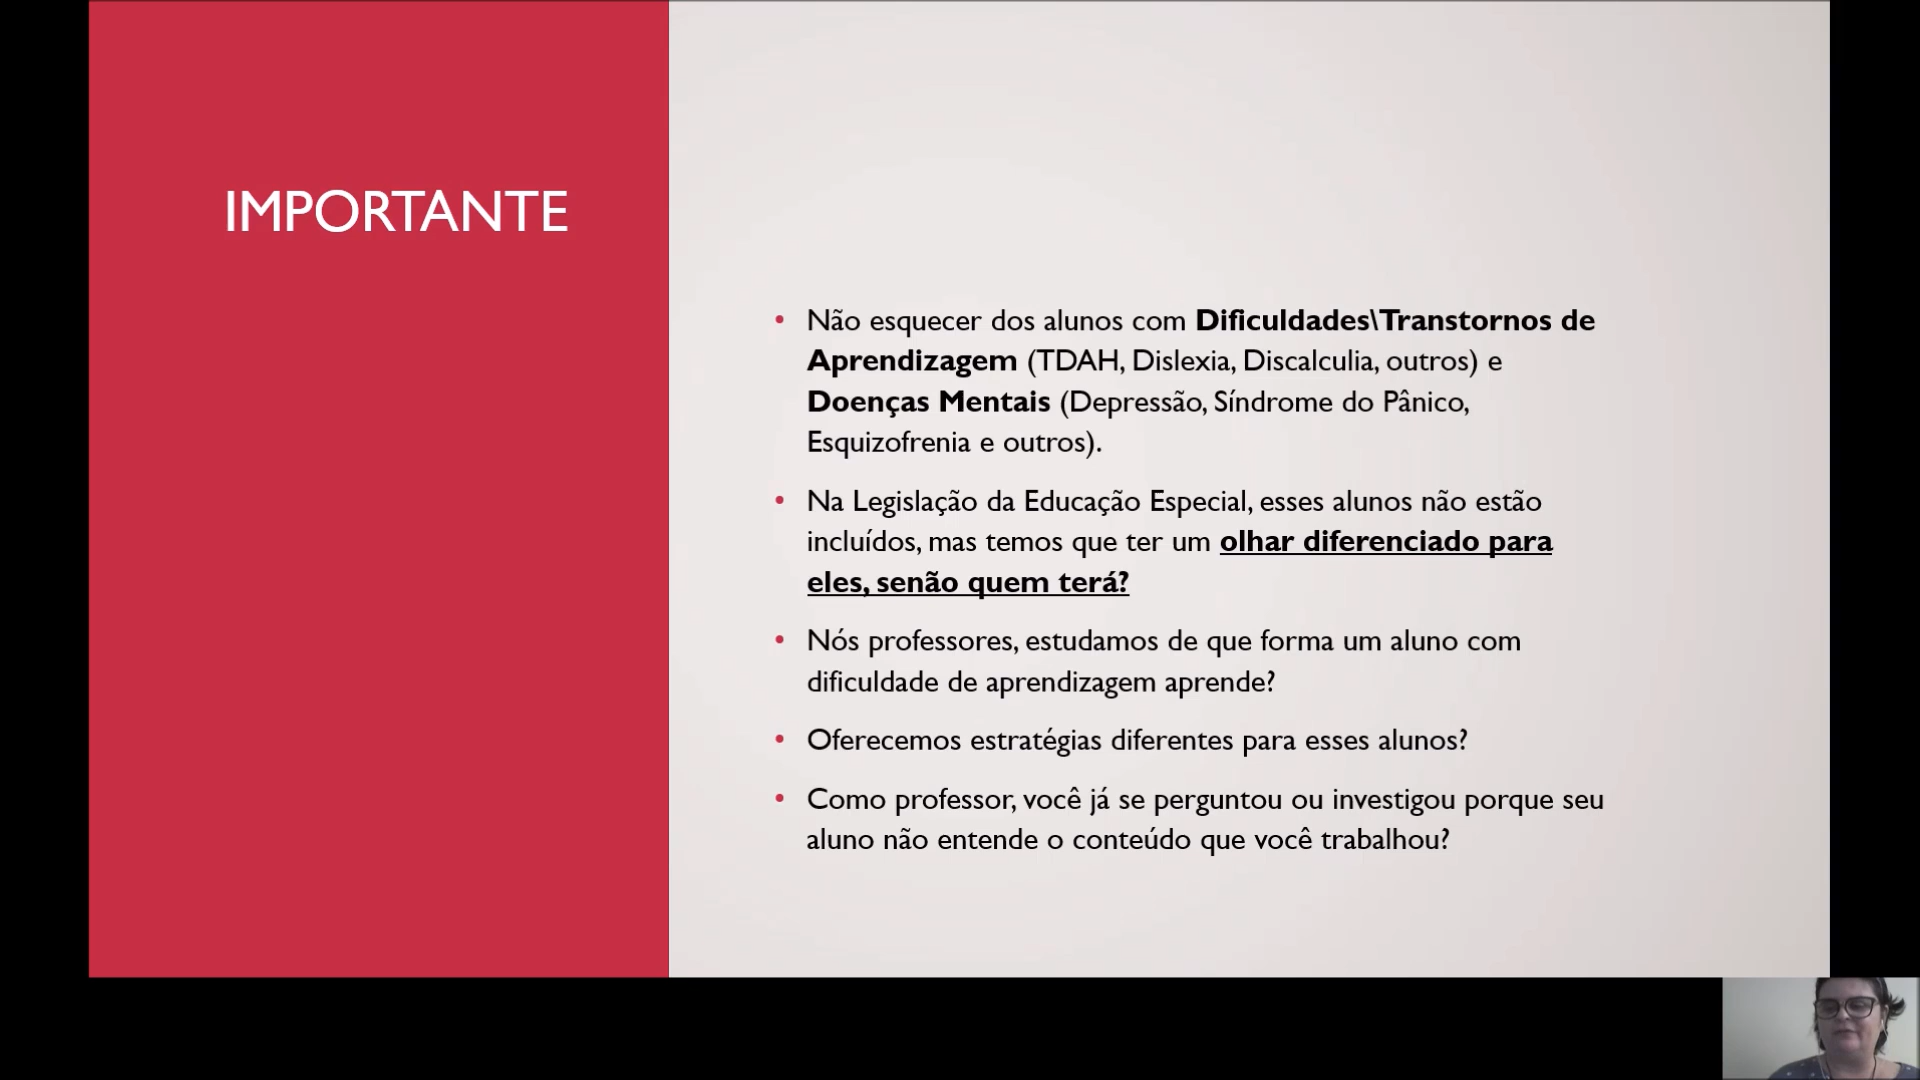 IMPORTANTE
• Não esquecer dos alunos com Dificuldades\Transtornos de
Aprendizagem (TDAH, Dislexia, Discalculia, outros) e
Doenças Mentais (Depressão, Síndrome do Pânico,
Esquizofrenia e outros).
• Na Legislação da Educação Especial, esses alunos não estão
incluídos, mas temos que ter um olhar diferenciado para
eles, senão quem terá?
• Nós professores, estudamos de que forma um aluno com
dificuldade de aprendizagem aprende?
• Oferecemos estratégias diferentes para esses alunos?
• Como professor, você já se perguntou ou investigou porque seu
aluno não entende o conteúdo que você trabalhou?